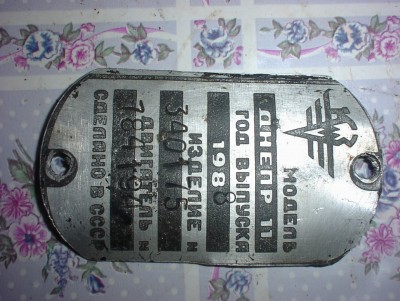 МОДЕЛЬ
ДНЕПР 11
ГОД ВЫПУСКА
1988
ИЗДЕЛИЕ №
340175
ДВИГАТЕЛЬ №
СДЕЛАНО В СССР